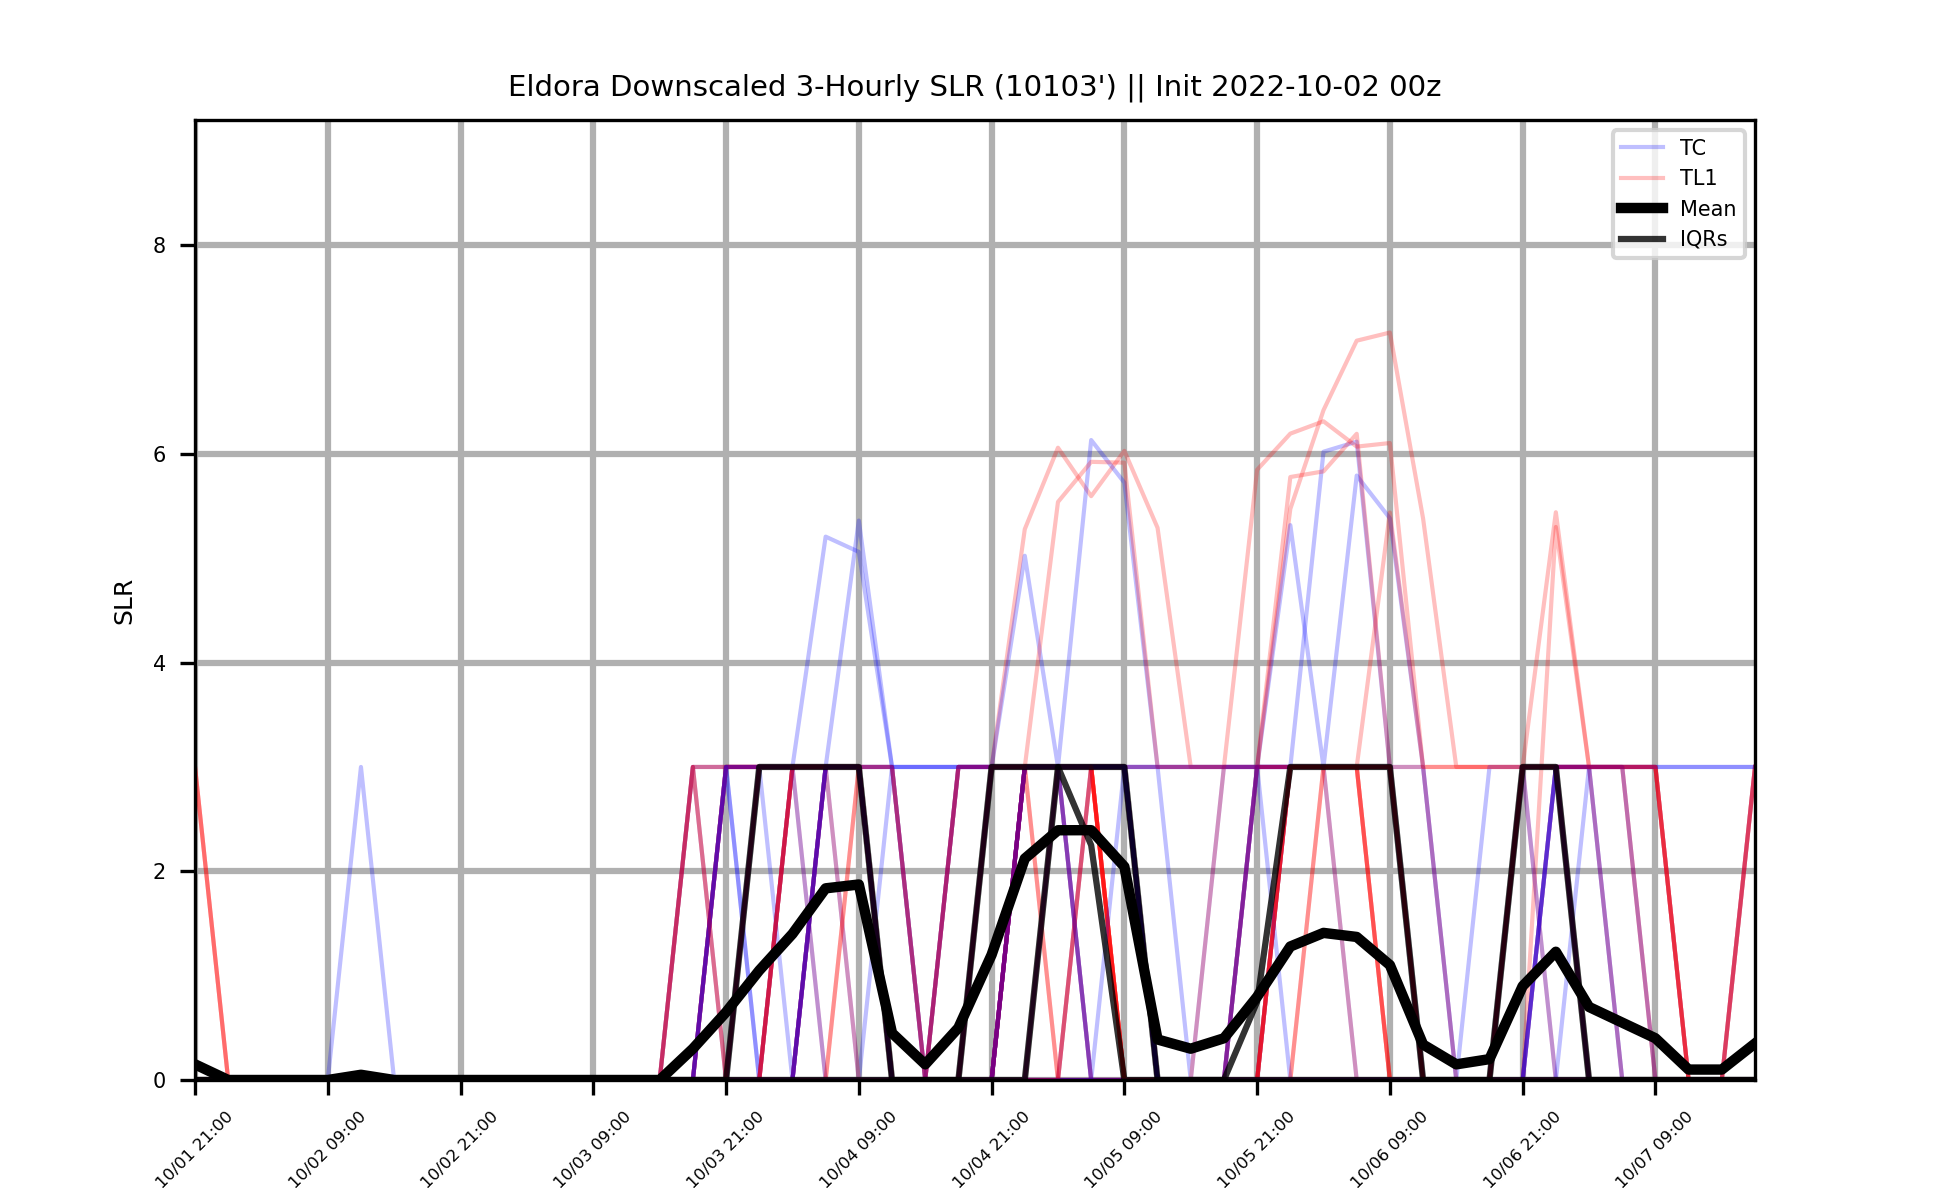 Eldora Downscaled 3-Hourly SLR (10103') || Init 2022-10-02 00z
TC
TL1
Mean
IQRs
8
6
4
2
0
SLR
10/01 21:00
10/02 09:00
10/02 21:00
10/03 09:00
10/03 21:00
10/04 09:00
10/04 21:00
10/05 09:00
10/05 21:00
10/06 09:00
10/06 21:00
10/07 09:00